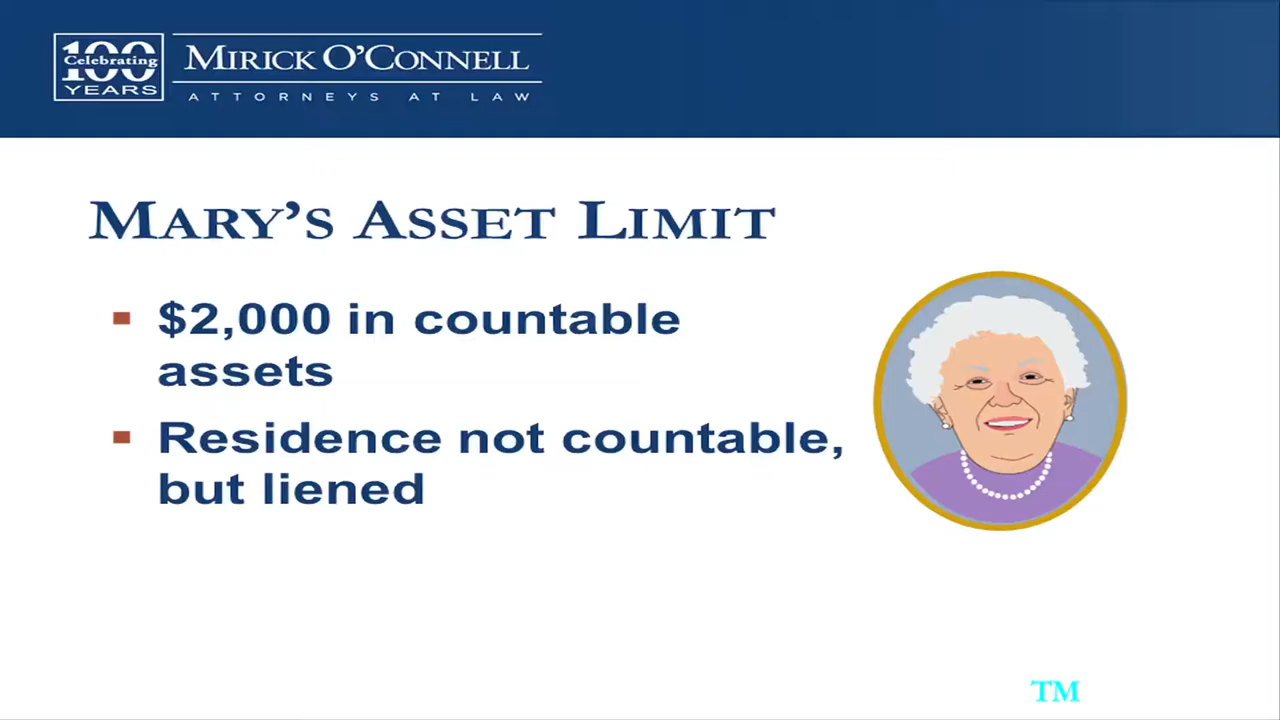 100
Celebrating
YEARS
MIRICK O'CONNELL
ATTORNEYS AT LAW
MARY'S ASSET LIMIT
$2,000 in countable
assets
Residence not countable,
but liened
TM